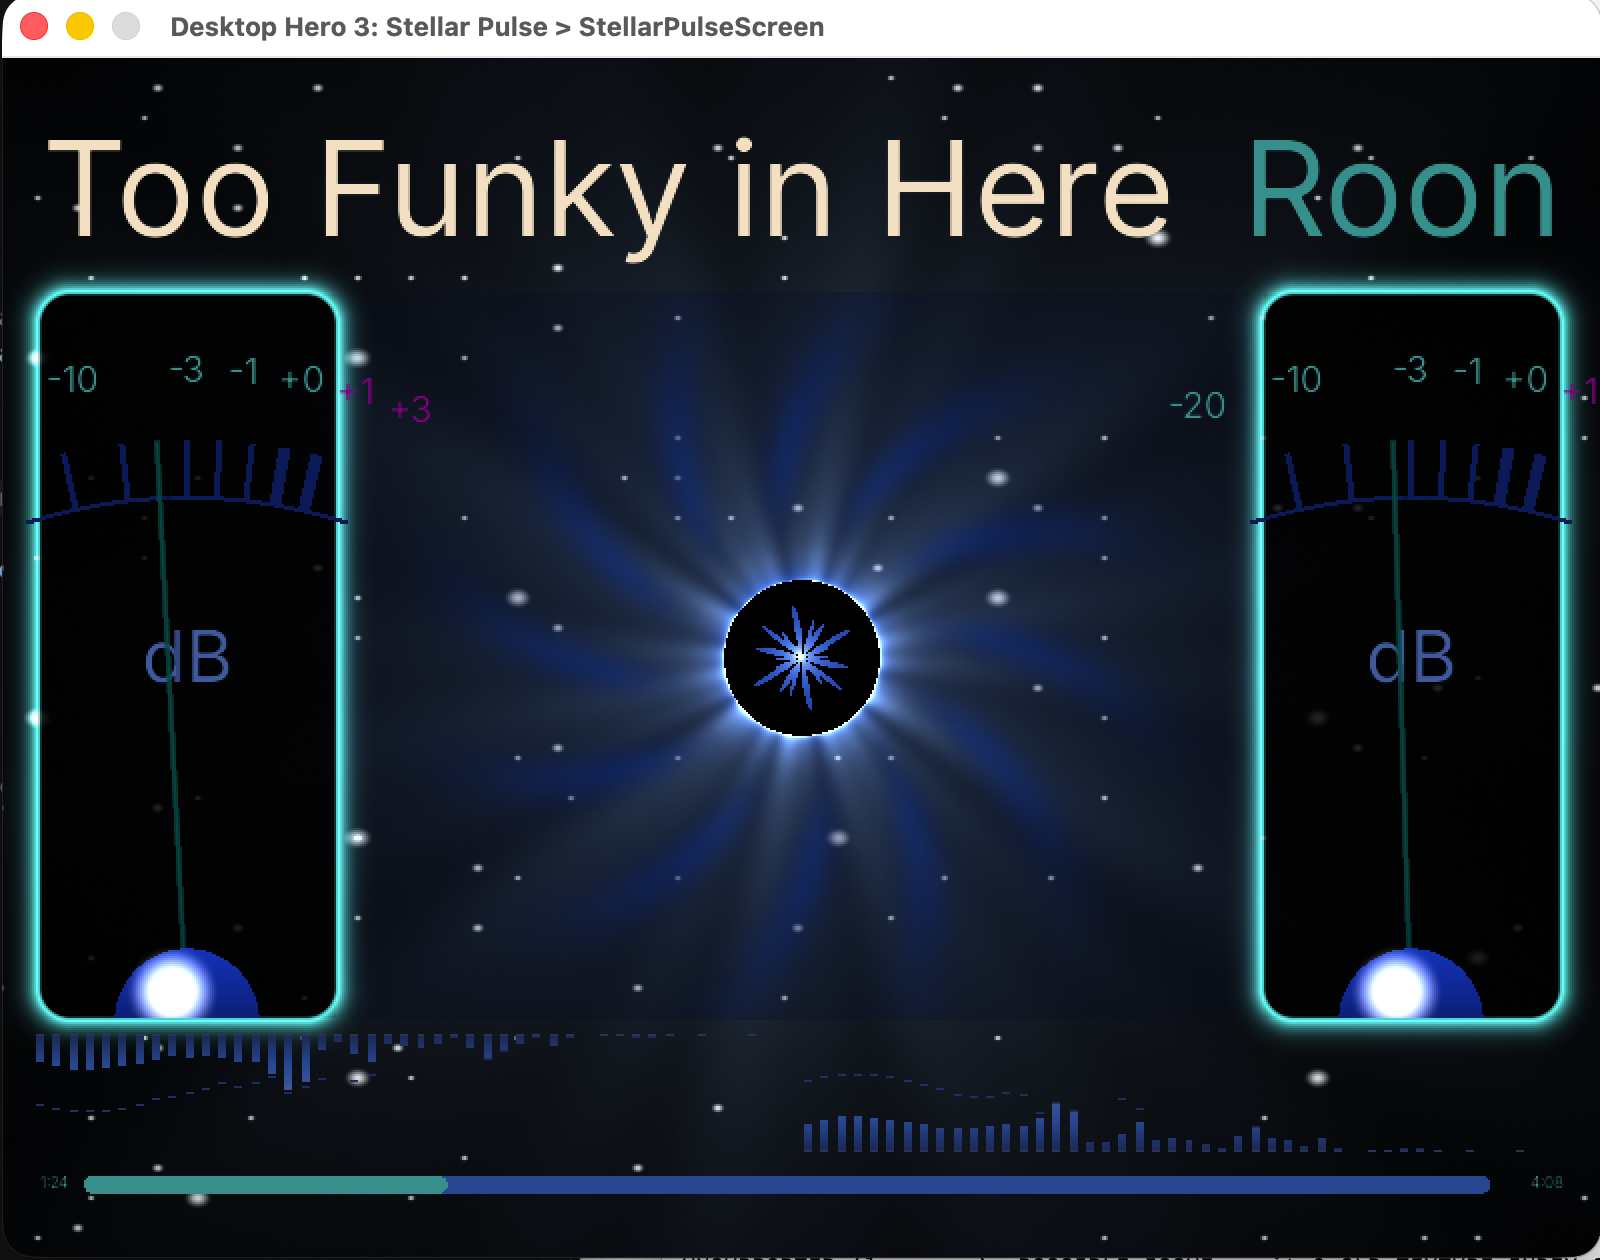 Desktop Hero 3: Stellar Pulse > StellarPulseScreen
Too Funky in Here Roon
-10 -3 -1 +0 +1 +3
-20 -10 -3 -1 +0 +1
dB
dB
1:24
4:08